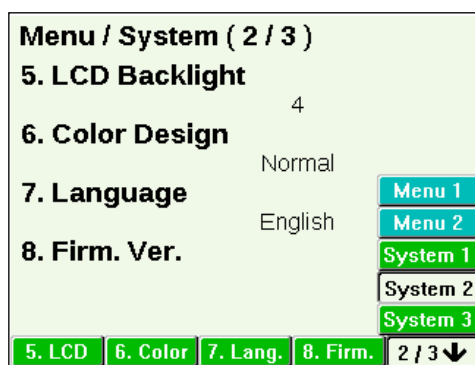 Menu / System ( 2 / 3 )
5. LCD Backlight
4
6. Color Design
Normal
7. Language
English
8. Firm. Ver.
Menu 1
Menu 2
System 1
System 2
System 3
5. LCD 6. Color 7. Lang. 8. Firm. 2 / 3 ↓